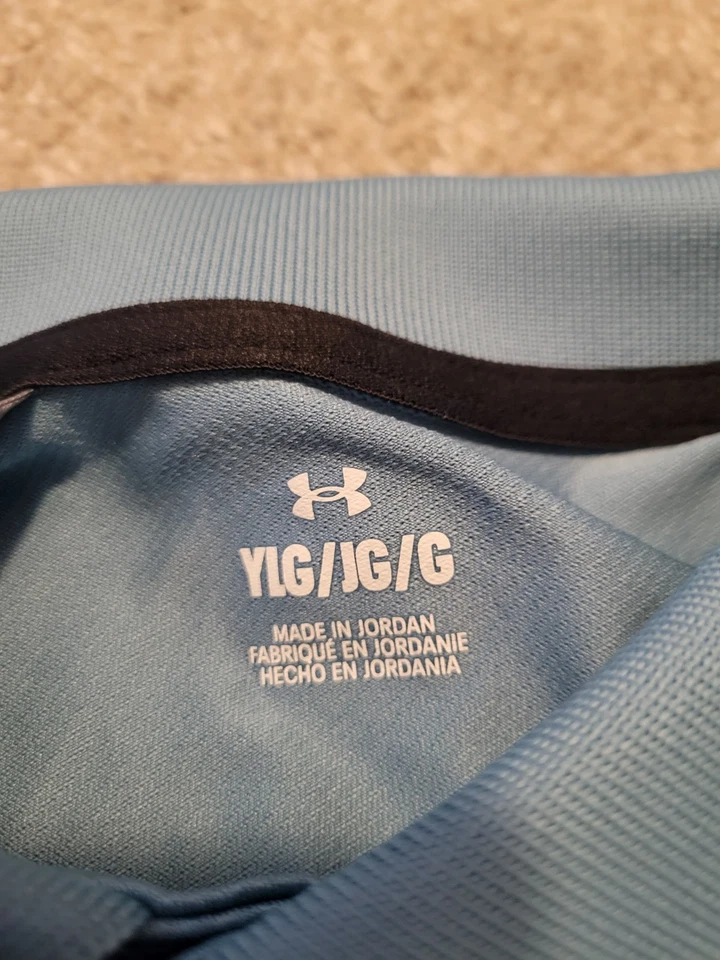 YLG/JG/G
MADE IN JORDAN
FABRIQUÉ EN JORDANIE
HECHO EN JORDANIA